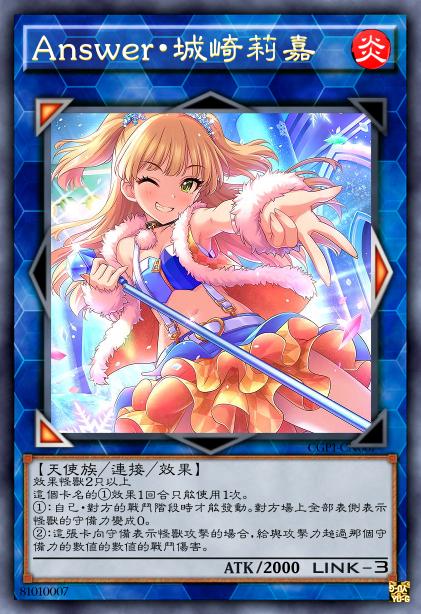 Answer・城崎莉嘉
炎
CGPI-CN007
【天使族/連接/效果】
效果怪獸2只以上
這個卡名的①效果1回合只能使用1次。
①：自己·對方的戰鬥階段時才能發動。對方場上全部表側表示
怪獸的守備力變成0。
②：這張卡向守備表示怪獸攻擊的場合，給與攻擊力超過那個守
備力的數值的數值的戰鬥傷害。
ATK/2000 LINK-3
81010007